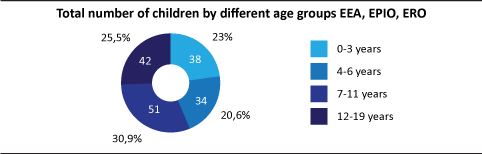 Total number of children by different age groups EEA, EPIO, ERO
25,5%
23%
42
38
0-3 years
4-6 years
51
34
7-11 years
12-19 years
20,6%
30,9%